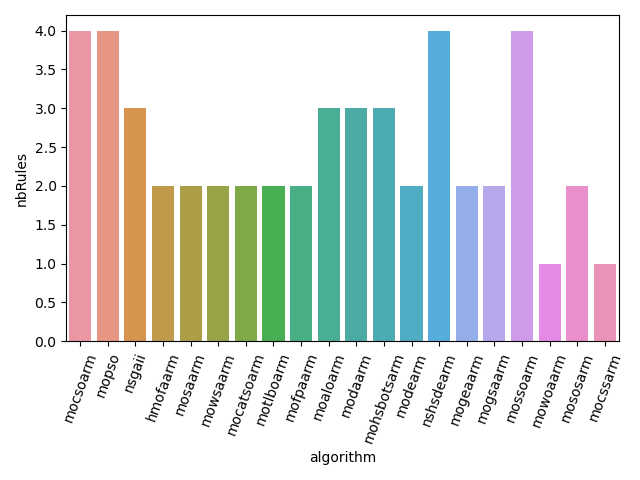 4.0
3.5
3.0
2.5
2.0
1.5
1.0
0.5
0.0
nbRules
mocsoarm
mopso
nsgaii
hmofaarm
mosaarm
mowsaarm
mocatsoarm
motlboarm
mofpaarm
moaloarm
modaarm
mohsbotsarm
modearm
nshsdearm
mogeaarm
mogsaarm
mossoarm
mowoaarm
mososarm
mocssarm
algorithm